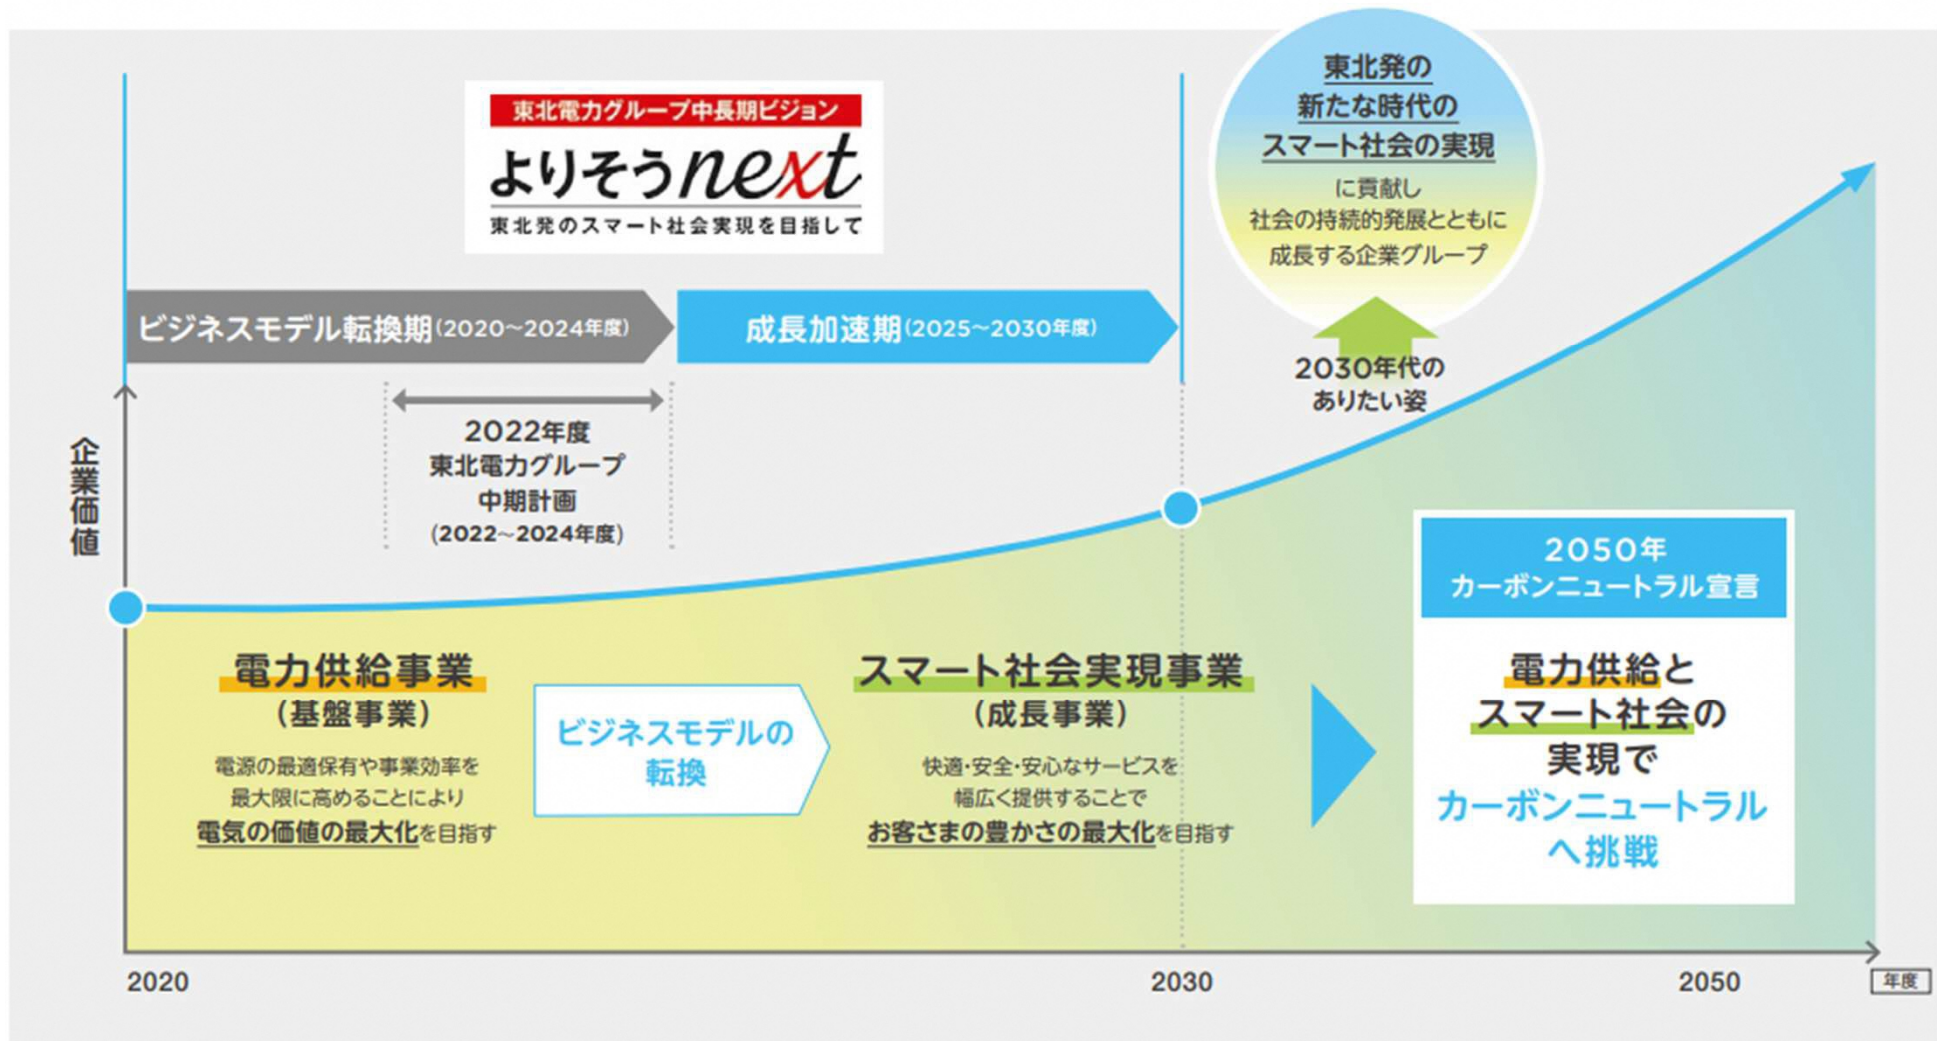 東北電力グループ中長期ビジョン
よりそうnext
東北発のスマート社会実現を目指して
東北発の
新たな時代の
スマート社会の実現
に貢献し
社会の持続的発展とともに
成長する企業グループ
ビジネスモデル転換期(2020～2024年度)
成長加速期(2025～2030年度)
2030年代の
ありたい姿
2022年度
東北電力グループ
中期計画
(2022～2024年度)
企業価値
電力供給事業
(基盤事業)
電源の最適保有や事業効率を
最大限に高めることにより
電気の価値の最大化を目指す
ビジネスモデルの
転換
スマート社会実現事業
(成長事業)
快適・安全・安心なサービスを
幅広く提供することで
お客さまの豊かさの最大化を目指す
2050年
カーボンニュートラル宣言
電力供給と
スマート社会の
実現で
カーボンニュートラル
へ挑戦
2020
2030
2050
年度